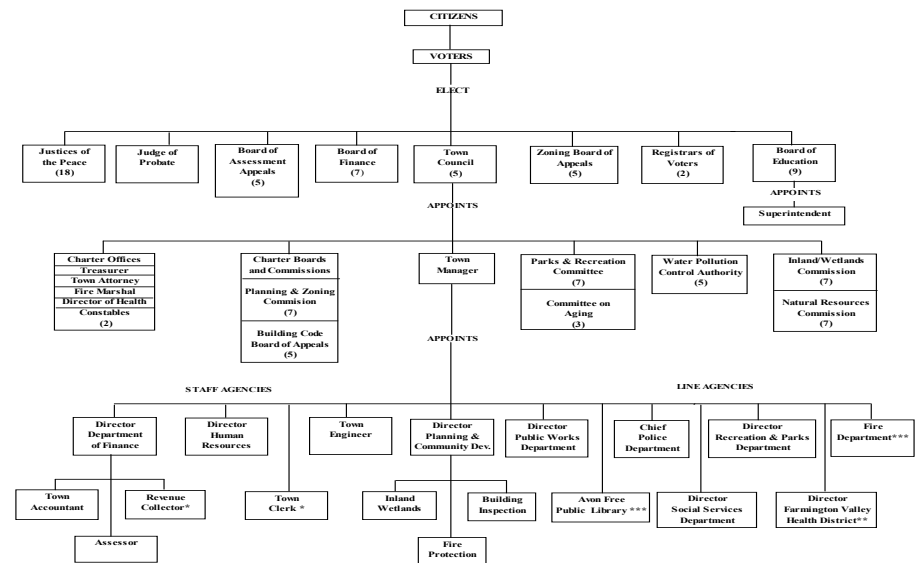 CITIZENS
VOTERS
ELECT
Justices of
the Peace
(18)
Judge of
Probate
Board of
Assessment
Appeals
(5)
Board of
Finance
(7)
Town
Council
(5)
Zoning Board of
Appeals
(5)
Registrars of
Voters
(2)
Board of
Education
(9)
APPOINTS
Superintendent
APPOINTS
Charter Offices
Treasurer
Town Attorney
Fire Marshal
Director of Health
Constables
(2)
Charter Boards
and Commissions
Planning & Zoning
Commision
(7)
Building Code
Board of Appeals
(5)
Town
Manager
Parks & Recreation
Committee
(7)
Committee on
Aging
(3)
Water Pollution
Control Authority
(5)
Inland/Wetlands
Commission
(7)
Natural Resources
Commission
(7)
APPOINTS
STAFF AGENCIES
LINE AGENCIES
Director
Department
of Finance
Director
Human
Resources
Town
Engineer
Director
Planning &
Community Dev.
Director
Public Works
Department
Chief
Police
Department
Director
Recreation & Parks
Department
Fire
Department***
Town
Accountant
Revenue
Collector*
Town
Clerk *
Inland
Wetlands
Building
Inspection
Avon Free
Public Library ***
Director
Social Services
Department
Director
Farmington Valley
Health District**
Assessor
Fire
Protection